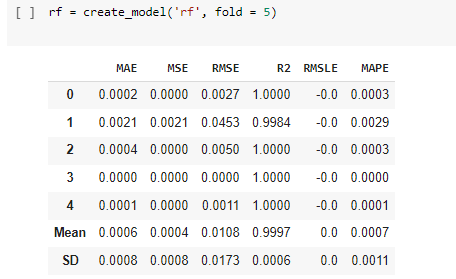 [ ] rf = create_model('rf', fold = 5)
MAE MSE RMSE R2 RMSLE MAPE
0 0.0002 0.0000 0.0027 1.0000 -0.0 0.0003
1 0.0021 0.0021 0.0453 0.9984 -0.0 0.0029
2 0.0004 0.0000 0.0050 1.0000 -0.0 0.0003
3 0.0000 0.0000 0.0000 1.0000 -0.0 0.0000
4 0.0001 0.0000 0.0011 1.0000 -0.0 0.0001
Mean 0.0006 0.0004 0.0108 0.9997 0.0 0.0007
SD 0.0008 0.0008 0.0173 0.0006 0.0 0.0011